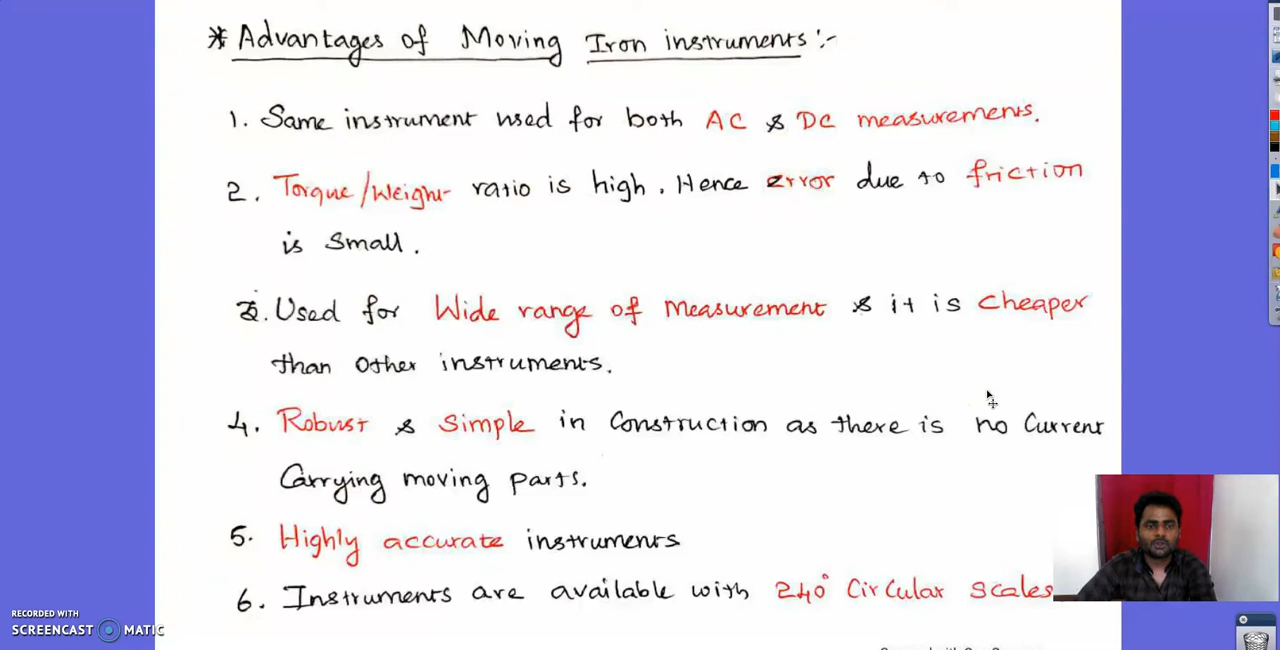 * Advantages of Moving Iron instruments :-
1. Same instrument used for both AC & DC measurements.
2. Torque/Weight ratio is high. Hence error due to friction
is small.
3. Used for Wide range of Measurement & it is Cheaper
than Other instruments.
4. Robust & Simple in Construction as there is no Current
Carrying moving parts.
5. Highly accurate instruments
6. Instruments are available with 240° Circular Scales
RECORDED WITH
SCREENCAST MATIC